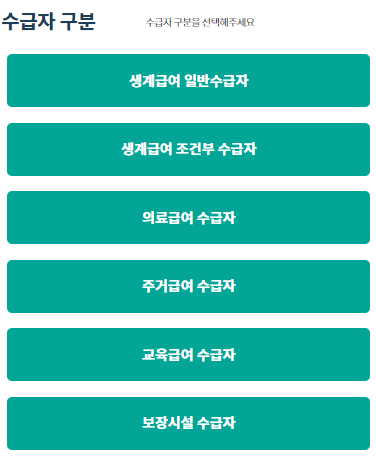 수급자 구분
수급자 구분을 선택해주세요
생계급여 일반수급자
생계급여 조건부 수급자
의료급여 수급자
주거급여 수급자
교육급여 수급자
보장시설 수급자